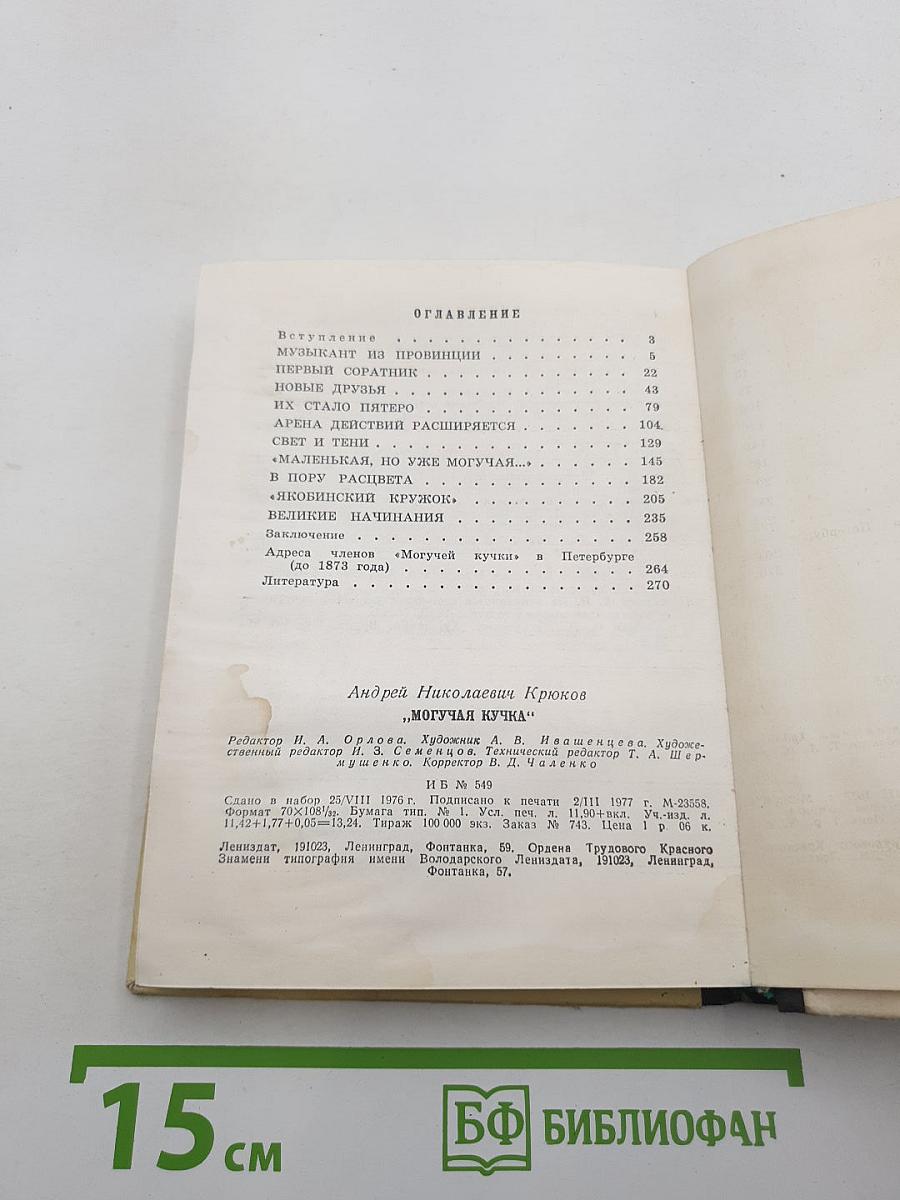 ОГЛАВЛЕНИЕ
Вступление . . . . . . . . . . . . . . . 3
МУЗЫКАНТ ИЗ ПРОВИНЦИИ . . . . . . . . . 5
ПЕРВЫЙ СОРАТНИК . . . . . . . . . . . . . 22
НОВЫЕ ДРУЗЬЯ . . . . . . . . . . . . . . . 43
ИХ СТАЛО ПЯТЕРО . . . . . . . . . . . . . 79
АРЕНА ДЕЙСТВИЙ РАСШИРЯЕТСЯ . . . . . . . 104
СВЕТ И ТЕНИ . . . . . . . . . . . . . . . . 129
«МАЛЕНЬКАЯ, НО УЖЕ МОГУЧАЯ...» . . . . . . 145
В ПОРУ РАСЦВЕТА . . . . . . . . . . . . . 182
«ЯКОБИНСКИЙ КРУЖОК» . . . . . . . . . . 205
ВЕЛИКИЕ НАЧИНАНИЯ . . . . . . . . . . . 235
Заключение . . . . . . . . . . . . . . . . . 258
Адреса членов «Могучей кучки» в Петербурге
(до 1873 года) . . . . . . . . . . . . . . 264
Литература . . . . . . . . . . . . . . . . . 270
Андрей Николаевич Крюков
„МОГУЧАЯ КУЧКА“
Редактор И. А. Орлова. Художник А. В. Ивашенцева. Художе-
ственный редактор И. З. Семенцов. Технический редактор Т. А. Шер-
мушенко. Корректор В. Д. Чаленко
ИБ № 549
Сдано в набор 25/VIII 1976 г. Подписано к печати 2/III 1977 г. М-23558.
Формат 70×108¹/₃₂. Бумага тип. № 1. Усл. печ. л. 11,90+вкл. Уч.-изд. л.
11,42+1,77+0,05=13,24. Тираж 100 000 экз. Заказ № 743. Цена 1 р. 06 к.
Лениздат, 191023, Ленинград, Фонтанка, 59. Ордена Трудового Красного
Знамени типография имени Володарского Лениздата, 191023, Ленинград,
Фонтанка, 57.
15 см
БФ БИБЛИОФАН